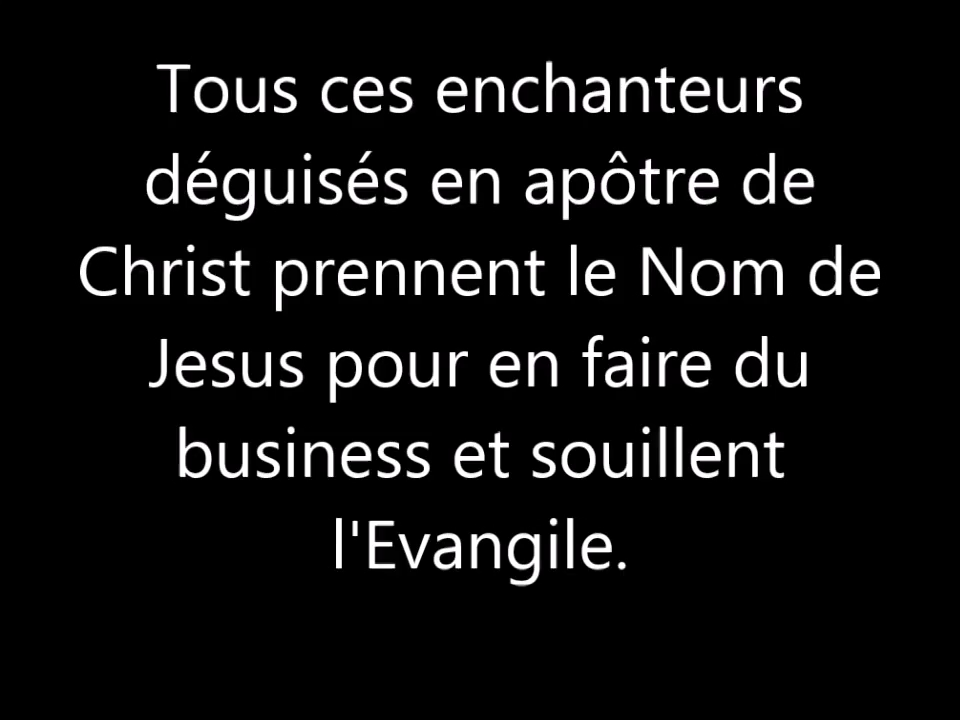 Tous ces enchanteurs
déguisés en apôtre de
Christ prennent le Nom de
Jesus pour en faire du
business et souillent
l'Evangile.